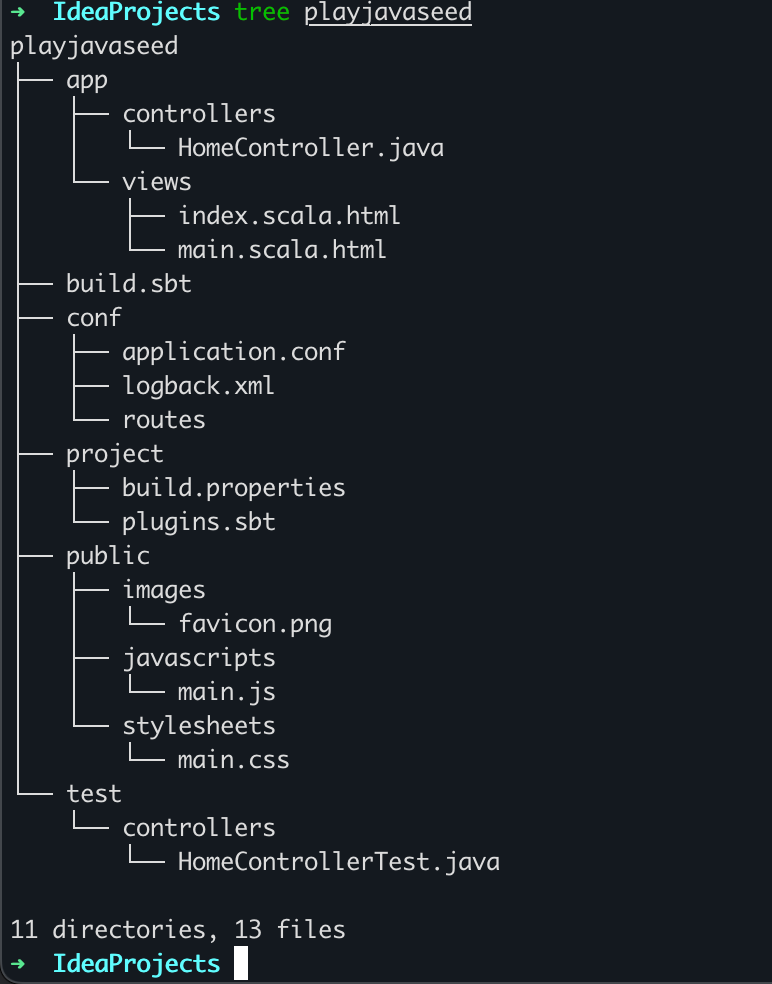 ➜  IdeaProjects tree playjavaseed
playjavaseed
├── app
│   ├── controllers
│   │   └── HomeController.java
│   └── views
│       ├── index.scala.html
│       └── main.scala.html
├── build.sbt
├── conf
│   ├── application.conf
│   ├── logback.xml
│   └── routes
├── project
│   ├── build.properties
│   └── plugins.sbt
├── public
│   ├── images
│   │   └── favicon.png
│   ├── javascripts
│   │   └── main.js
│   └── stylesheets
│       └── main.css
└── test
    └── controllers
        └── HomeControllerTest.java

11 directories, 13 files
➜  IdeaProjects